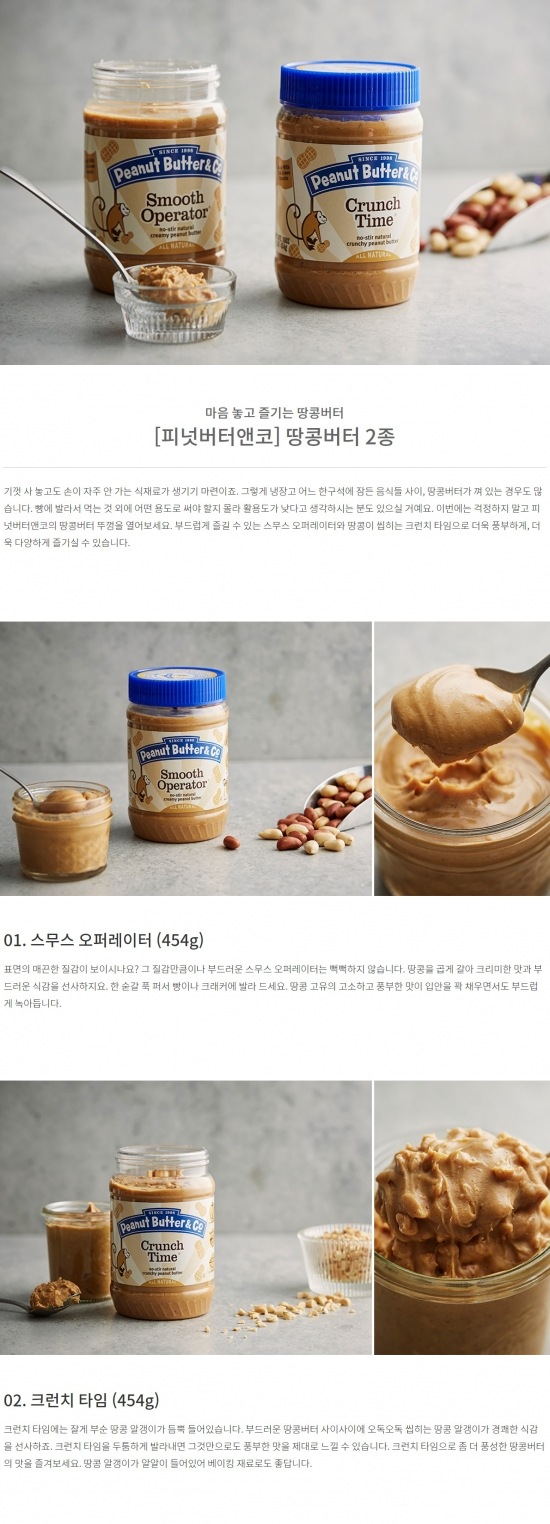 SINCE 1998
Peanut Butter & Co
Smooth
Operator
no-stir natural
creamy peanut butter
ALL NATURAL
SINCE 1998
Peanut Butter & Co
Crunch
Time
no-stir natural
crunchy peanut butter
ALL NATURAL
마음 놓고 즐기는 땅콩버터
[피넛버터앤코] 땅콩버터 2종
기껏 사 놓고도 손이 자주 안 가는 식재료가 생기기 마련이죠. 그렇게 냉장고 어느 한구석에 잠든 음식들 사이, 땅콩버터가 껴 있는 경우도 많
습니다. 빵에 발라서 먹는 것 외에 어떤 용도로 써야 할지 몰라 활용도가 낮다고 생각하시는 분도 있으실 거예요. 이번에는 걱정하지 말고 피
넛버터앤코의 땅콩버터 뚜껑을 열어보세요. 부드럽게 즐길 수 있는 스무스 오퍼레이터와 땅콩이 씹히는 크런치 타임으로 더욱 풍부하게, 더
욱 다양하게 즐기실 수 있습니다.
SINCE 1998
Peanut Butter & Co
Smooth
Operator
no-stir natural
creamy peanut butter
ALL NATURAL
01. 스무스 오퍼레이터 (454g)
표면의 매끈한 질감이 보이시나요? 그 질감만큼이나 부드러운 스무스 오퍼레이터는 뻑뻑하지 않습니다. 땅콩을 곱게 갈아 크리미한 맛과 부
드러운 식감을 선사하지요. 한 숟갈 푹 퍼서 빵이나 크래커에 발라 드세요. 땅콩 고유의 고소하고 풍부한 맛이 입안을 꽉 채우면서도 부드럽
게 녹아듭니다.
SINCE 1998
Peanut Butter & Co
Crunch
Time
no-stir natural
crunchy peanut butter
ALL NATURAL
02. 크런치 타임 (454g)
크런치 타임에는 잘게 부순 땅콩 알갱이가 듬뿍 들어있습니다. 부드러운 땅콩버터 사이사이에 오독오독 씹히는 땅콩 알갱이가 경쾌한 식감
을 선사하죠. 크런치 타임을 두툼하게 발라내면 그것만으로도 풍부한 맛을 제대로 느낄 수 있습니다. 크런치 타임으로 좀 더 풍성한 땅콩버터
의 맛을 즐겨보세요. 땅콩 알갱이가 알알이 들어있어 베이킹 재료로도 좋답니다.